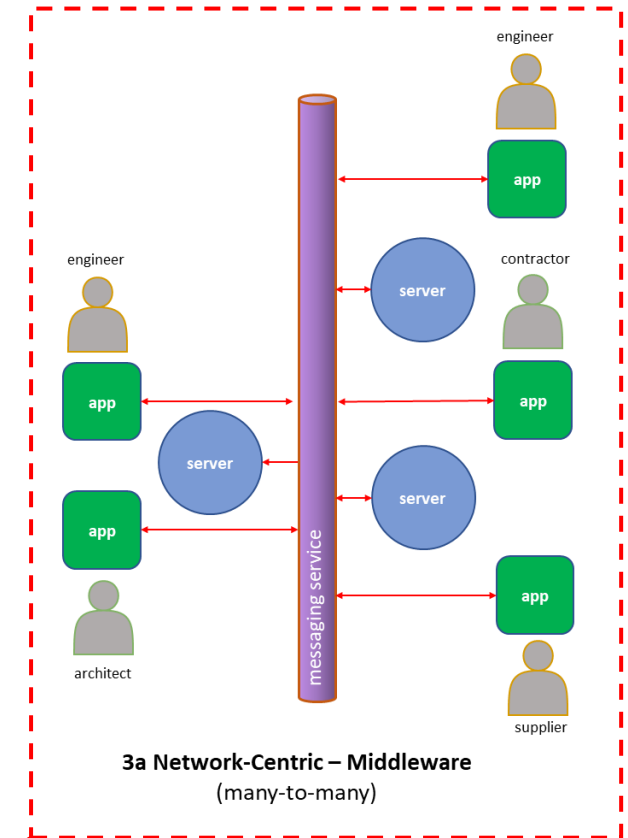 engineer
app
server
engineer
contractor
app
app
server
server
app
messaging service
app
architect
supplier
3a Network-Centric – Middleware
(many-to-many)